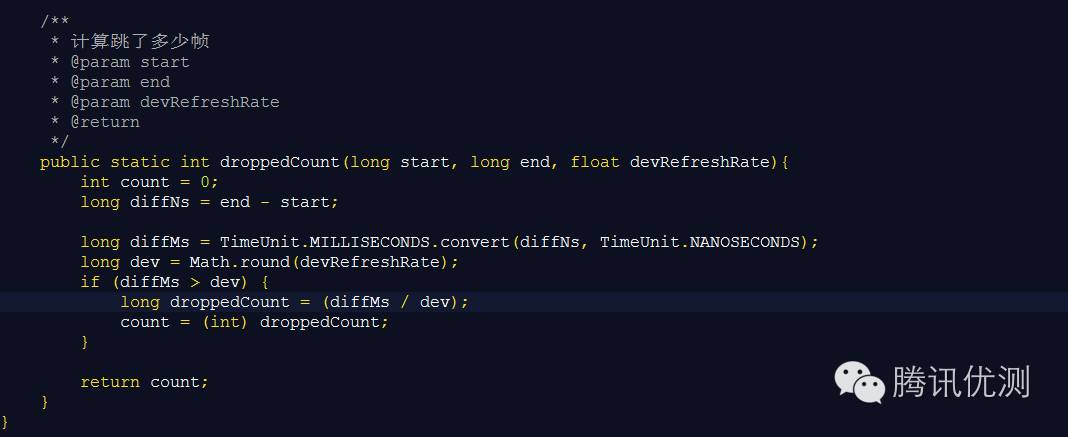 /**
* 计算跳了多少帧
* @param start
* @param end
* @param devRefreshRate
* @return
*/
public static int droppedCount(long start, long end, float devRefreshRate){
int count = 0;
long diffNs = end - start;
long diffMs = TimeUnit.MILLISECONDS.convert(diffNs, TimeUnit.NANOSECONDS);
long dev = Math.round(devRefreshRate);
if (diffMs > dev) {
long droppedCount = (diffMs / dev);
count = (int) droppedCount;
}
return count;
}
}
腾讯优测